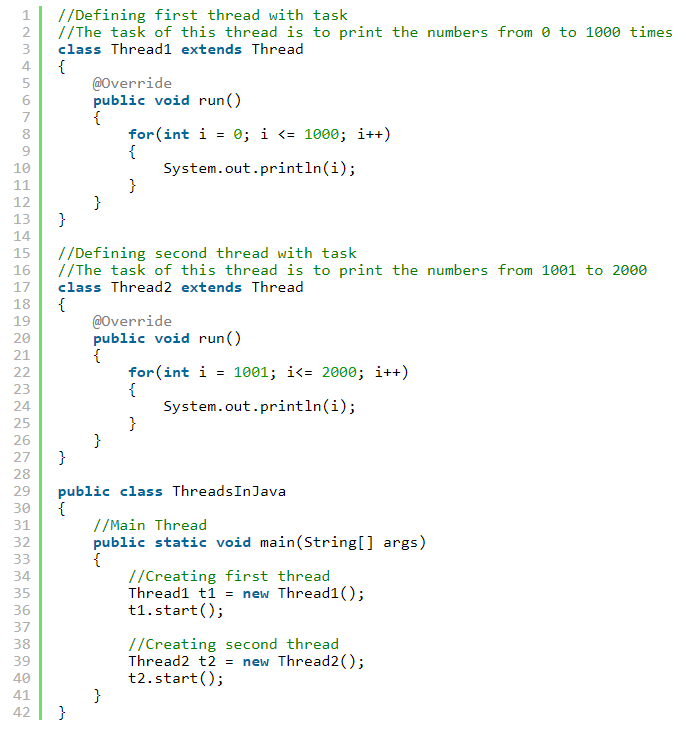 1 //Defining first thread with task
2 //The task of this thread is to print the numbers from 0 to 1000 times
3 class Thread1 extends Thread
4 {
5     @Override
6     public void run()
7     {
8         for(int i = 0; i <= 1000; i++)
9         {
10             System.out.println(i);
11         }
12     }
13 }
14
15 //Defining second thread with task
16 //The task of this thread is to print the numbers from 1001 to 2000
17 class Thread2 extends Thread
18 {
19     @Override
20     public void run()
21     {
22         for(int i = 1001; i<= 2000; i++)
23         {
24             System.out.println(i);
25         }
26     }
27 }
28
29 public class ThreadsInJava
30 {
31     //Main Thread
32     public static void main(String[] args)
33     {
34         //Creating first thread
35         Thread1 t1 = new Thread1();
36         t1.start();
37
38         //Creating second thread
39         Thread2 t2 = new Thread2();
40         t2.start();
41     }
42 }